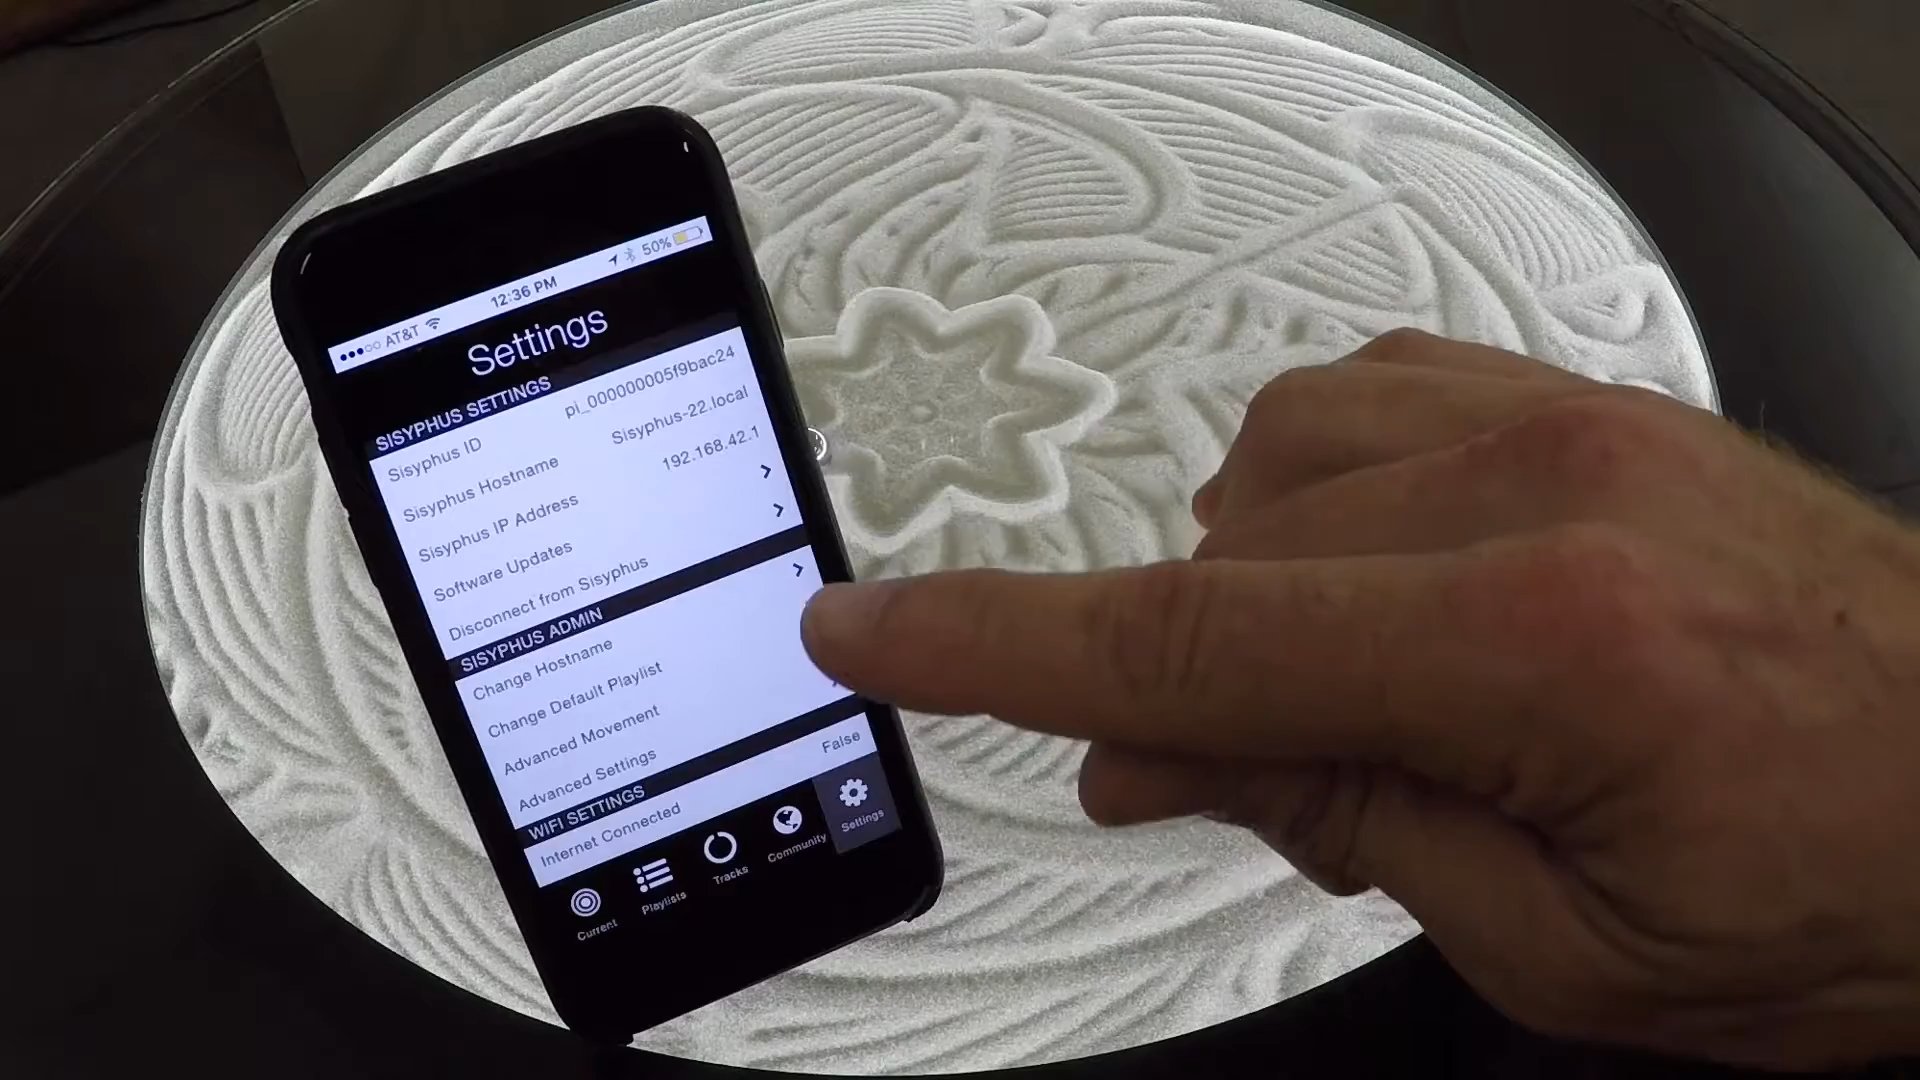 AT&T 12:36 PM 50%
Settings
SISYPHUS SETTINGS
Sisyphus ID pi_000000005f9bac24
Sisyphus Hostname Sisyphus-22.local
Sisyphus IP Address 192.168.42.1
Software Updates
Disconnect from Sisyphus
SISYPHUS ADMIN
Change Hostname
Change Default Playlist
Advanced Movement
Advanced Settings
WIFI SETTINGS
Internet Connected False
Current Playlists Tracks Community Settings